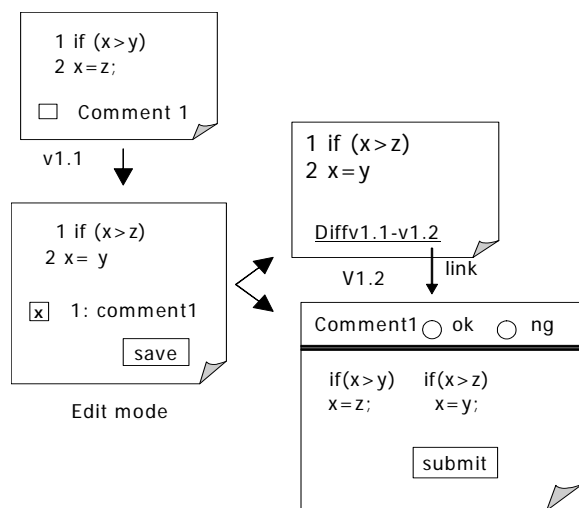 1 if (x>y)
2 x=z;
Comment 1
v1.1
1 if (x>z)
2 x= y
x 1: comment1
save
Edit mode
1 if (x>z)
2 x=y
Diffv1.1-v1.2
V1.2
link
Comment1 ok ng
if(x>y) if(x>z)
x=z; x=y;
submit